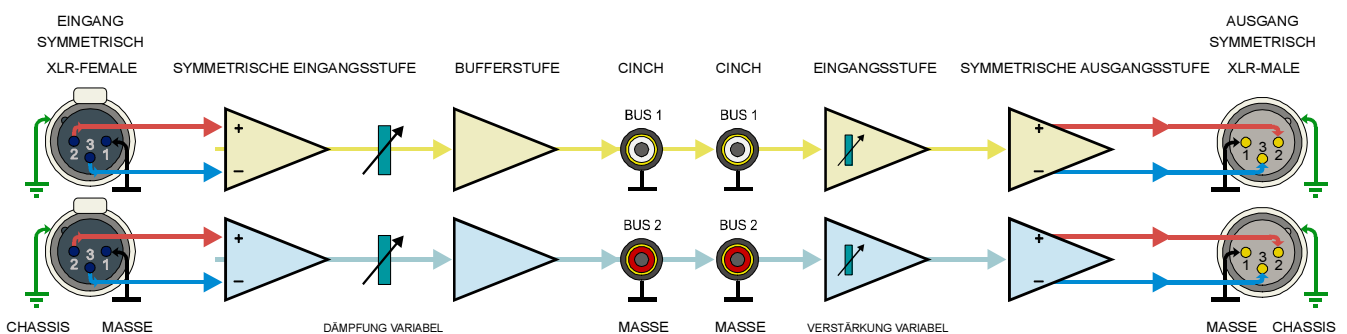 EINGANG
SYMMETRISCH
XLR-FEMALE
SYMMETRISCHE EINGANGSSTUFE
BUFFERSTUFE
CINCH
CINCH
EINGANGSSTUFE
SYMMETRISCHE AUSGANGSSTUFE
AUSGANG
SYMMETRISCH
XLR-MALE
3
2 1
+
−
BUS 1
BUS 1
+
−
1 3 2
3
2 1
+
−
BUS 2
BUS 2
+
−
1 3 2
CHASSIS
MASSE
DÄMPFUNG VARIABEL
MASSE
MASSE
VERSTÄRKUNG VARIABEL
MASSE
CHASSIS